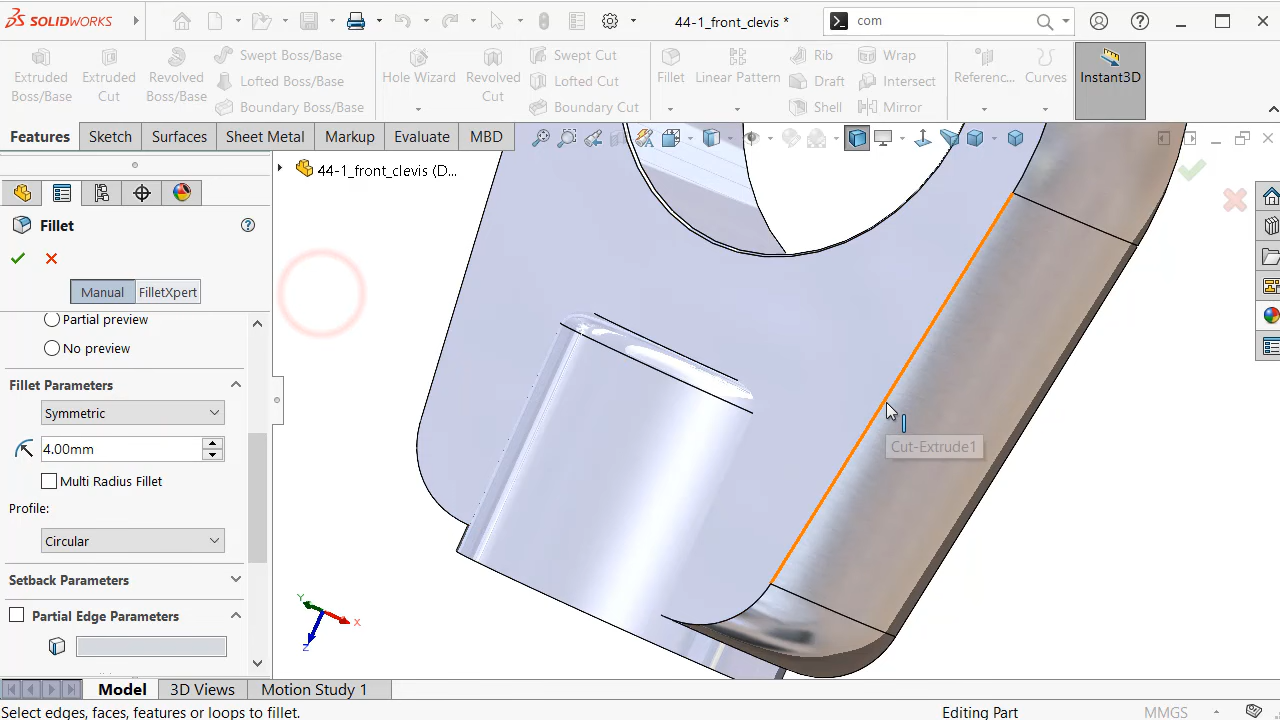 SOLIDWORKS
44-1_front_clevis *
com
Extruded Boss/Base
Extruded Cut
Revolved Boss/Base
Swept Boss/Base
Lofted Boss/Base
Boundary Boss/Base
Hole Wizard
Revolved Cut
Swept Cut
Lofted Cut
Boundary Cut
Fillet
Linear Pattern
Rib
Draft
Shell
Wrap
Intersect
Mirror
Referenc...
Curves
Instant3D
Features
Sketch
Surfaces
Sheet Metal
Markup
Evaluate
MBD
44-1_front_clevis (D...
Fillet
Manual
FilletXpert
Partial preview
No preview
Fillet Parameters
Symmetric
4.00mm
Multi Radius Fillet
Profile:
Circular
Setback Parameters
Partial Edge Parameters
Cut-Extrude1
Y
X
Z
Model
3D Views
Motion Study 1
Select edges, faces, features or loops to fillet.
Editing Part
MMGS